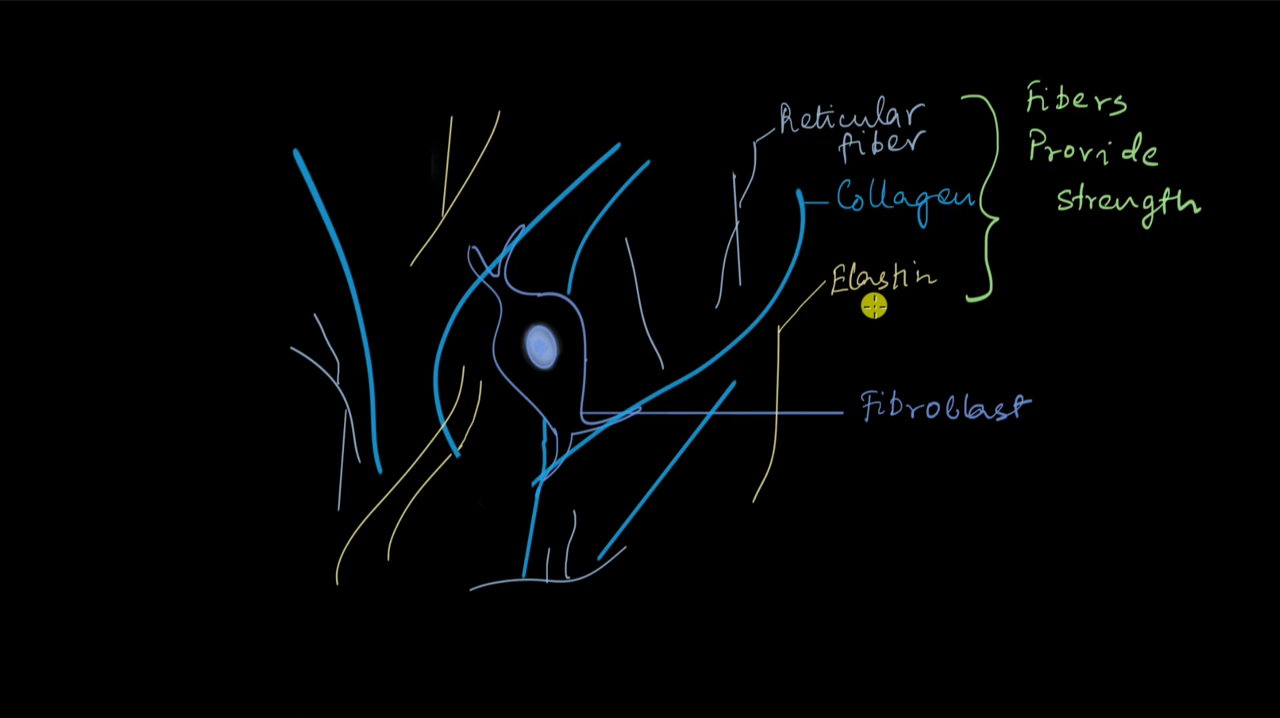 Reticular
fiber
Collagen
Elastin
Fibroblast
Fibers
Provide
strength